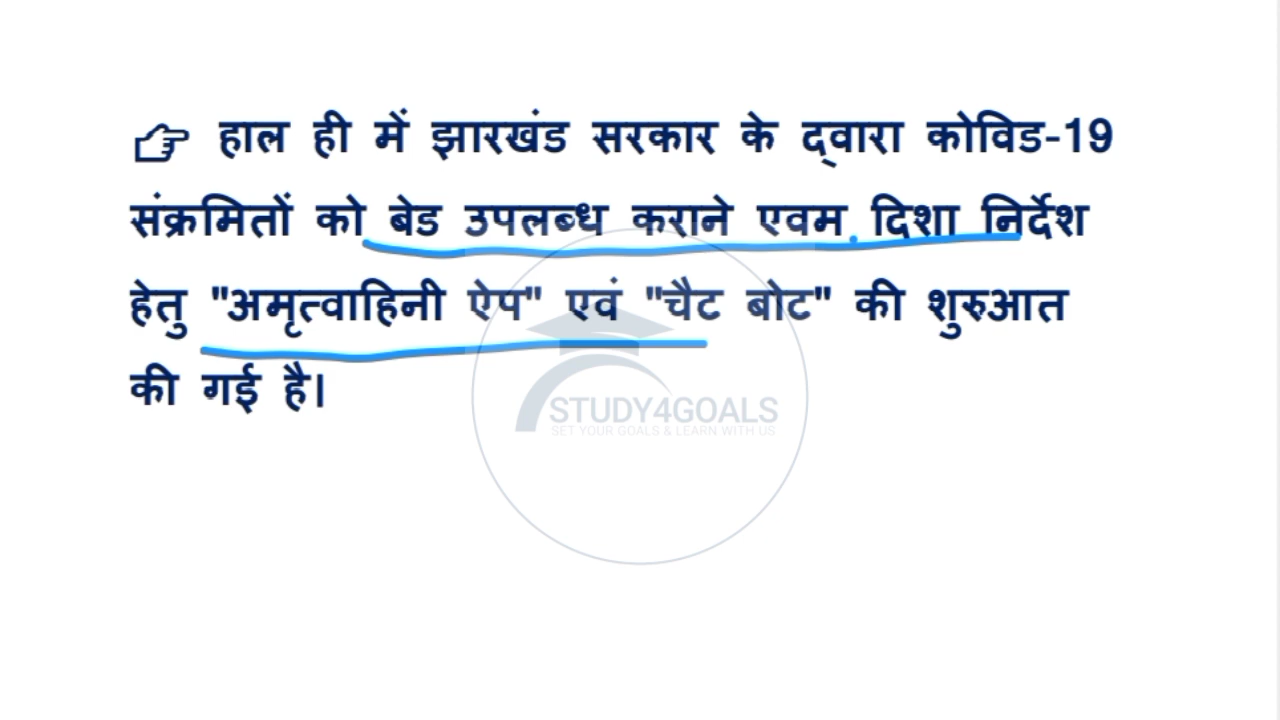 ☞ हाल ही में झारखंड सरकार के द्वारा कोविड-19
संक्रमितों को बेड उपलब्ध कराने एवम दिशा निर्देश
हेतु "अमृत्वाहिनी ऐप" एवं "चैट बोट" की शुरुआत
की गई है।
STUDY4GOALS
SET YOUR GOALS & LEARN WITH US